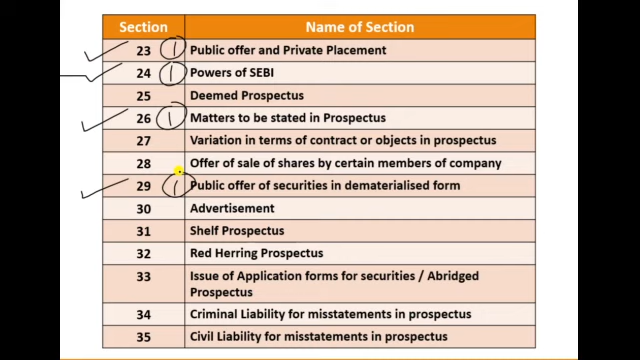 Section Name of Section
23 1 Public offer and Private Placement
24 1 Powers of SEBI
25 Deemed Prospectus
26 1 Matters to be stated in Prospectus
27 Variation in terms of contract or objects in prospectus
28 Offer of sale of shares by certain members of company
29 1 Public offer of securities in dematerialised form
30 Advertisement
31 Shelf Prospectus
32 Red Herring Prospectus
33 Issue of Application forms for securities / Abridged
Prospectus
34 Criminal Liability for misstatements in prospectus
35 Civil Liability for misstatements in prospectus